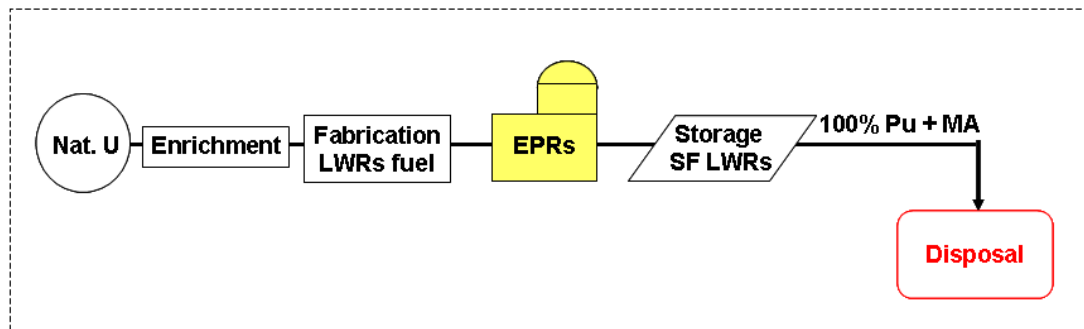 Nat. U
Enrichment
Fabrication
LWRs fuel
EPRs
Storage
SF LWRs
100% Pu + MA
Disposal